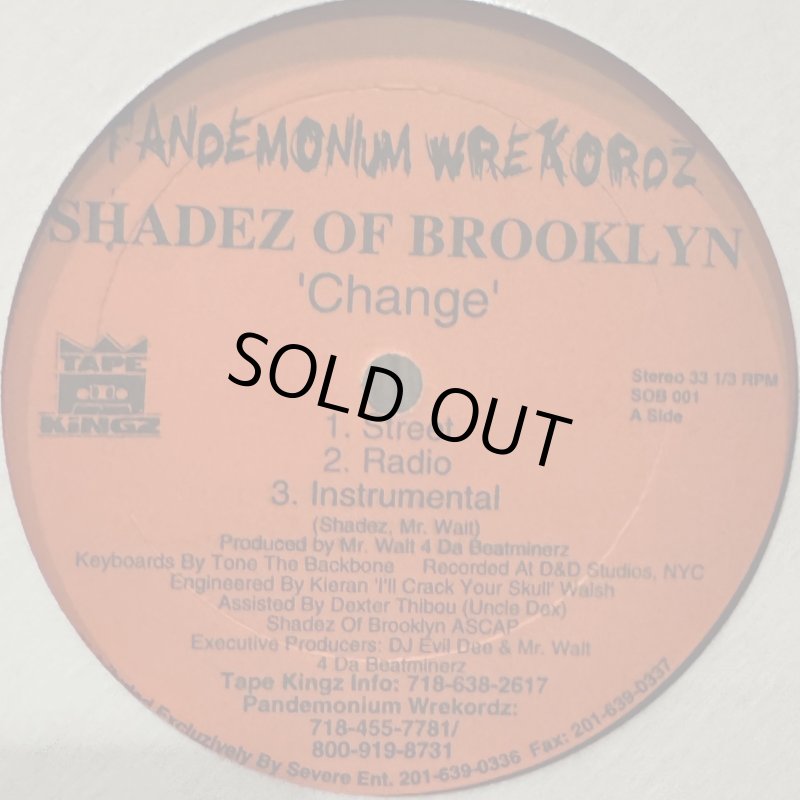 PANDEMONIUM WREKORDZ
SHADEZ OF BROOKLYN
'Change'
TAPE
KINGZ
Stereo 33 1/3 RPM
SOB 001
A Side
SOLD OUT
1. Street
2. Radio
3. Instrumental
(Shadez, Mr. Walt)
Produced by Mr. Walt 4 Da Beatminerz
Keyboards By Tone The Backbone Recorded At D&D Studios, NYC
Engineered By Kieran 'I'll Crack Your Skull' Walsh
Assisted By Dexter Thibou (Uncle Dex)
Shadez Of Brooklyn ASCAP
Executive Producers: DJ Evil Dee & Mr. Walt
4 Da Beatminerz
Tape Kingz Info: 718-638-2617
Pandemonium Wrekordz:
718-455-7781/
800-919-8731
Excluzively By Severe Ent. 201-639-0336 Fax: 201-639-0337